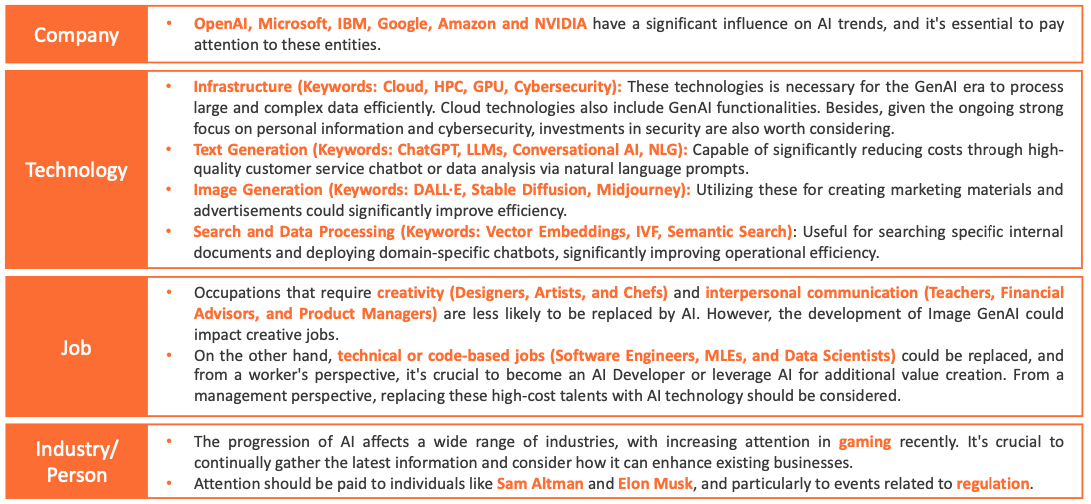 Company
• OpenAI, Microsoft, IBM, Google, Amazon and NVIDIA have a significant influence on AI trends, and it's essential to pay
attention to these entities.
Technology
• Infrastructure (Keywords: Cloud, HPC, GPU, Cybersecurity): These technologies is necessary for the GenAI era to process
large and complex data efficiently. Cloud technologies also include GenAI functionalities. Besides, given the ongoing strong
focus on personal information and cybersecurity, investments in security are also worth considering.
• Text Generation (Keywords: ChatGPT, LLMs, Conversational AI, NLG): Capable of significantly reducing costs through high-
quality customer service chatbot or data analysis via natural language prompts.
• Image Generation (Keywords: DALL·E, Stable Diffusion, Midjourney): Utilizing these for creating marketing materials and
advertisements could significantly improve efficiency.
• Search and Data Processing (Keywords: Vector Embeddings, IVF, Semantic Search): Useful for searching specific internal
documents and deploying domain-specific chatbots, significantly improving operational efficiency.
Job
• Occupations that require creativity (Designers, Artists, and Chefs) and interpersonal communication (Teachers, Financial
Advisors, and Product Managers) are less likely to be replaced by AI. However, the development of Image GenAI could
impact creative jobs.
• On the other hand, technical or code-based jobs (Software Engineers, MLEs, and Data Scientists) could be replaced, and
from a worker's perspective, it's crucial to become an AI Developer or leverage AI for additional value creation. From a
management perspective, replacing these high-cost talents with AI technology should be considered.
Industry/
Person
• The progression of AI affects a wide range of industries, with increasing attention in gaming recently. It's crucial to
continually gather the latest information and consider how it can enhance existing businesses.
• Attention should be paid to individuals like Sam Altman and Elon Musk, and particularly to events related to regulation.